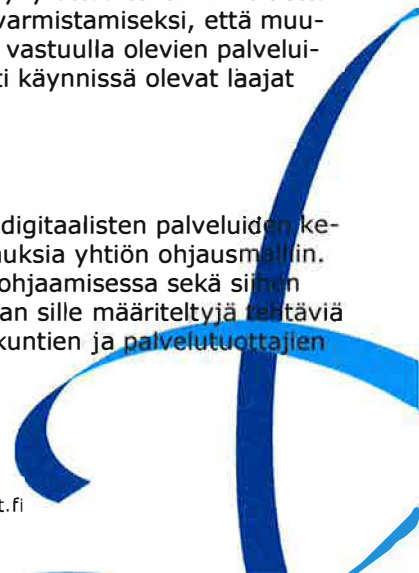 varmistamiseksi, että muu-
vastuulla olevien palvelui-
ti käynnissä olevat laajat
digitaalisten palveluiden ke-
uksia yhtiön ohjausmalliin.
ohjaamisessa sekä siihen
an sille määriteltyjä tehtäviä
kuntien ja palvelutuottajien
t.fi